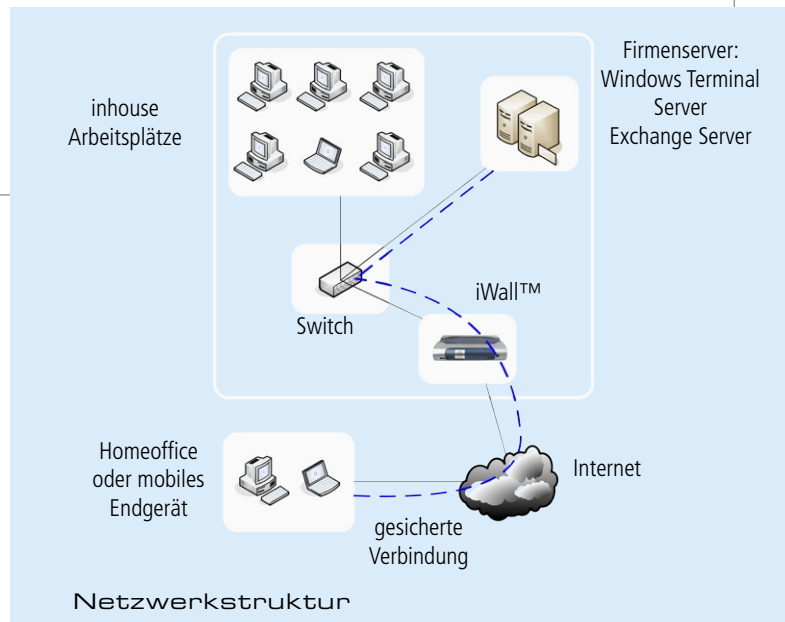 Firmenserver:
Windows Terminal
Server
Exchange Server
inhouse
Arbeitsplätze
iWall™
Switch
Homeoffice
oder mobiles
Endgerät
Internet
gesicherte
Verbindung
Netzwerkstruktur